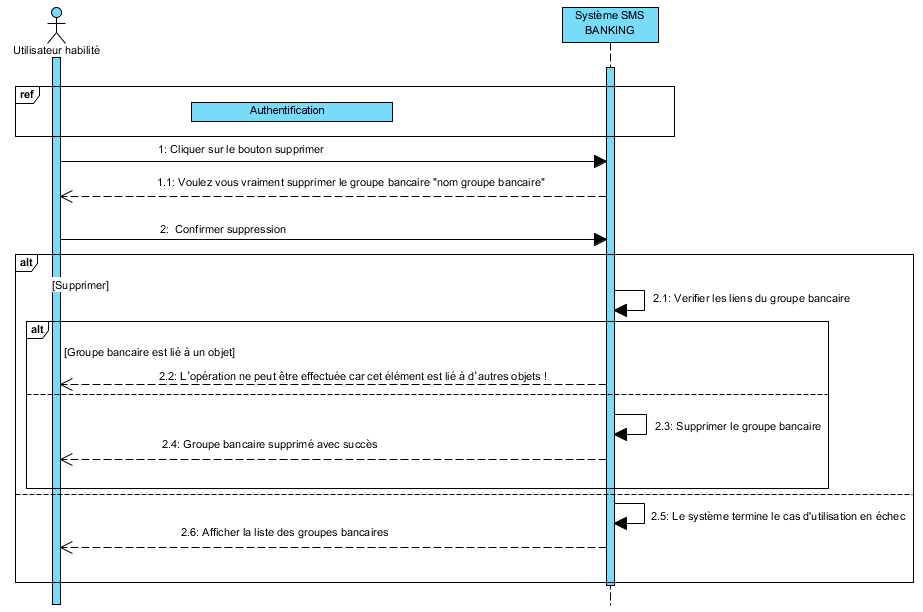 Système SMS
BANKING
Utilisateur habilité
ref
Authentification
1: Cliquer sur le bouton supprimer
1.1: Voulez vous vraiment supprimer le groupe bancaire "nom groupe bancaire"
2: Confirmer suppression
alt
[Supprimer]
2.1: Verifier les liens du groupe bancaire
alt
[Groupe bancaire est lié à un objet]
2.2: L'opération ne peut être effectuée car cet élément est lié à d'autres objets !
2.3: Supprimer le groupe bancaire
2.4: Groupe bancaire supprimé avec succès
2.5: Le système termine le cas d'utilisation en échec
2.6: Afficher la liste des groupes bancaires